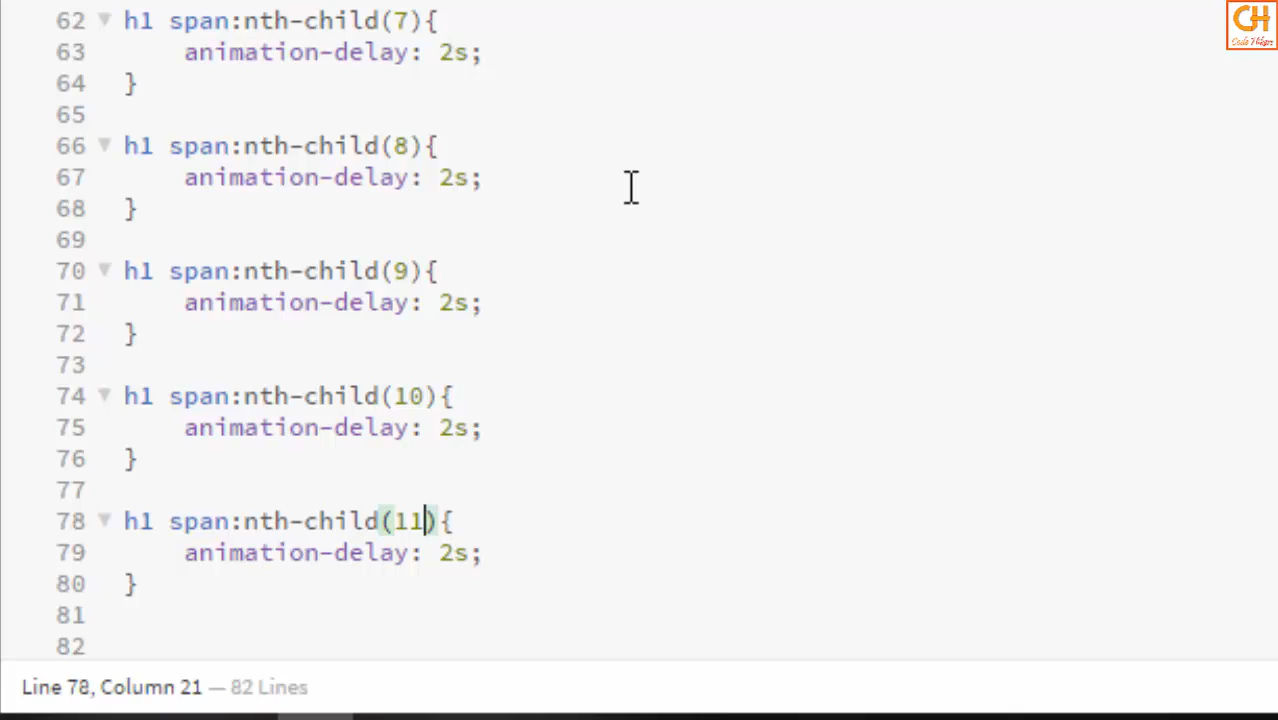 CH
Code Helper
62 h1 span:nth-child(7){
63 animation-delay: 2s;
64 }
65
66 h1 span:nth-child(8){
67 animation-delay: 2s;
68 }
69
70 h1 span:nth-child(9){
71 animation-delay: 2s;
72 }
73
74 h1 span:nth-child(10){
75 animation-delay: 2s;
76 }
77
78 h1 span:nth-child(11){
79 animation-delay: 2s;
80 }
81
82
Line 78, Column 21 — 82 Lines